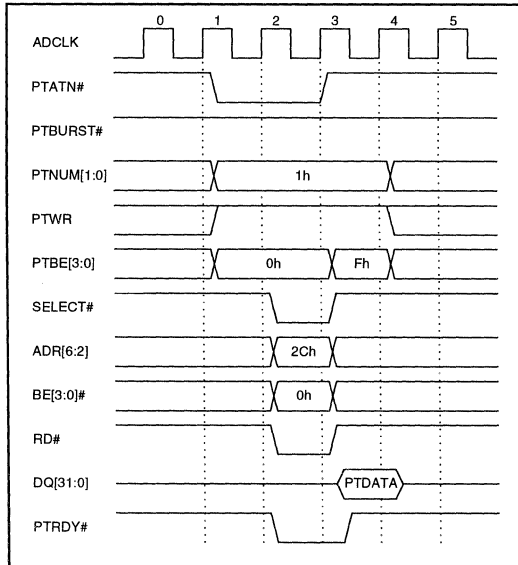 0 1 2 3 4 5
ADCLK
PTATN#
PTBURST#
PTNUM[1:0] 1h
PTWR
PTBE[3:0] 0h Fh
SELECT#
ADR[6:2] 2Ch
BE[3:0]# 0h
RD#
DQ[31:0] PTDATA
PTRDY#